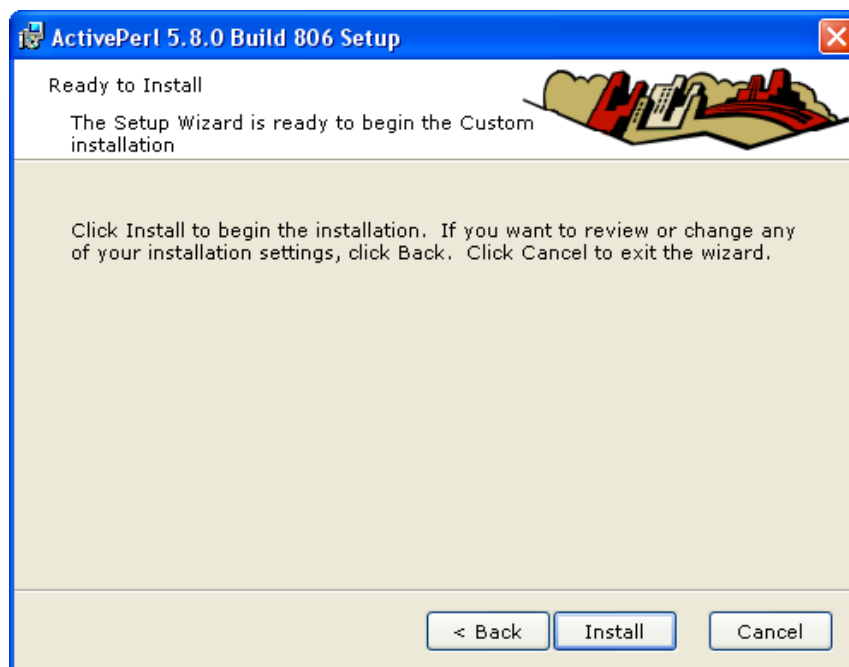 ActivePerl 5.8.0 Build 806 Setup
Ready to Install
The Setup Wizard is ready to begin the Custom
installation
Click Install to begin the installation. If you want to review or change any
of your installation settings, click Back. Click Cancel to exit the wizard.
< Back
Install
Cancel